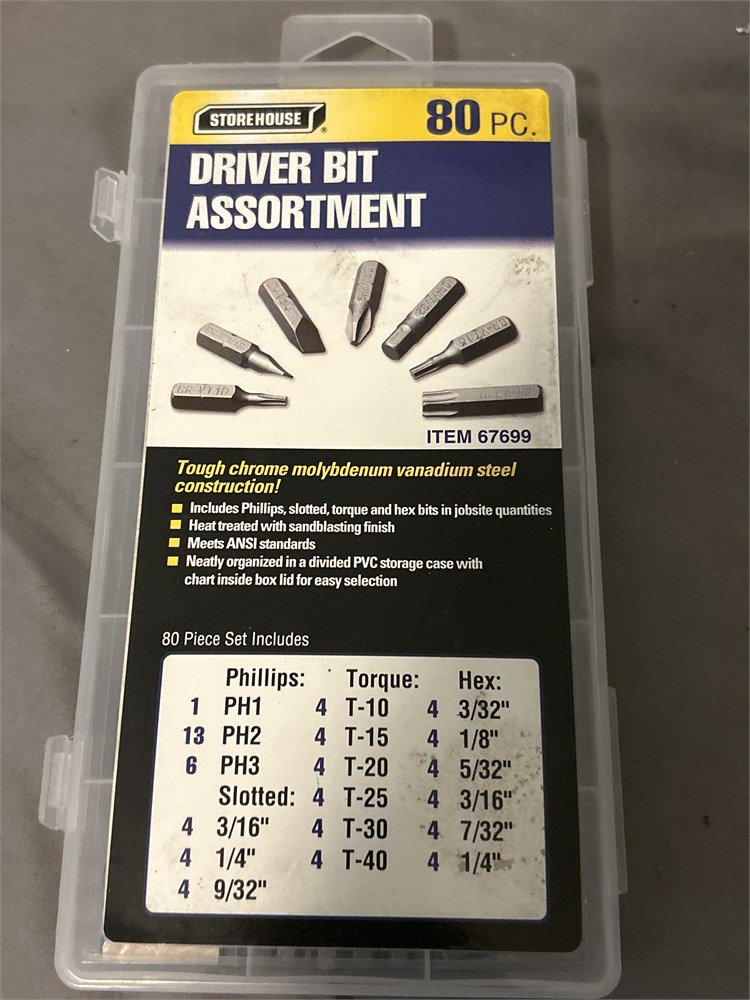 STOREHOUSE®
80 PC.
DRIVER BIT
ASSORTMENT
CR-V T10
ITEM 67699
Tough chrome molybdenum vanadium steel
construction!
Includes Phillips, slotted, torque and hex bits in jobsite quantities
Heat treated with sandblasting finish
Meets ANSI standards
Neatly organized in a divided PVC storage case with
chart inside box lid for easy selection
80 Piece Set Includes
Phillips: Torque: Hex:
1 PH1 4 T-10 4 3/32"
13 PH2 4 T-15 4 1/8"
6 PH3 4 T-20 4 5/32"
Slotted: 4 T-25 4 3/16"
4 3/16" 4 T-30 4 7/32"
4 1/4" 4 T-40 4 1/4"
4 9/32"